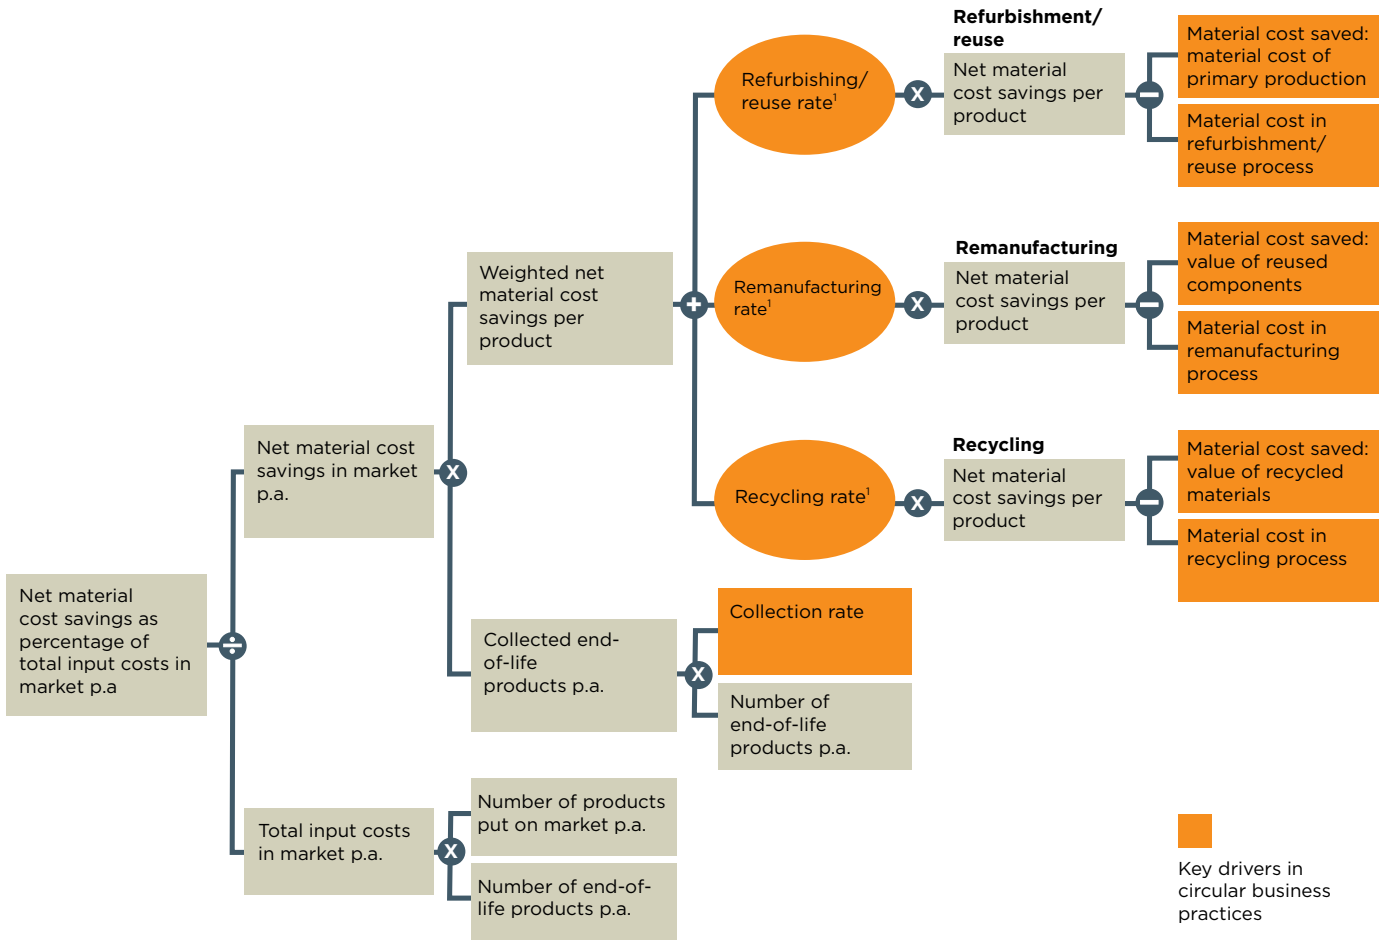 Net material
cost savings as
percentage of
total input costs in
market p.a
÷
Net material cost
savings in market
p.a.
X
Weighted net
material cost
savings per
product
+
Refurbishing/
reuse rate¹
X
Refurbishment/
reuse
Net material
cost savings per
product
−
Material cost saved:
material cost of
primary production
Material cost in
refurbishment/
reuse process
Remanufacturing
rate¹
X
Remanufacturing
Net material
cost savings per
product
−
Material cost saved:
value of reused
components
Material cost in
remanufacturing
process
Recycling rate¹
X
Recycling
Net material
cost savings per
product
−
Material cost saved:
value of recycled
materials
Material cost in
recycling process
Collected end-
of-life
products p.a.
X
Collection rate
Number of
end-of-life
products p.a.
Total input costs
in market p.a.
X
Number of products
put on market p.a.
Number of end-of-
life products p.a.
Key drivers in
circular business
practices